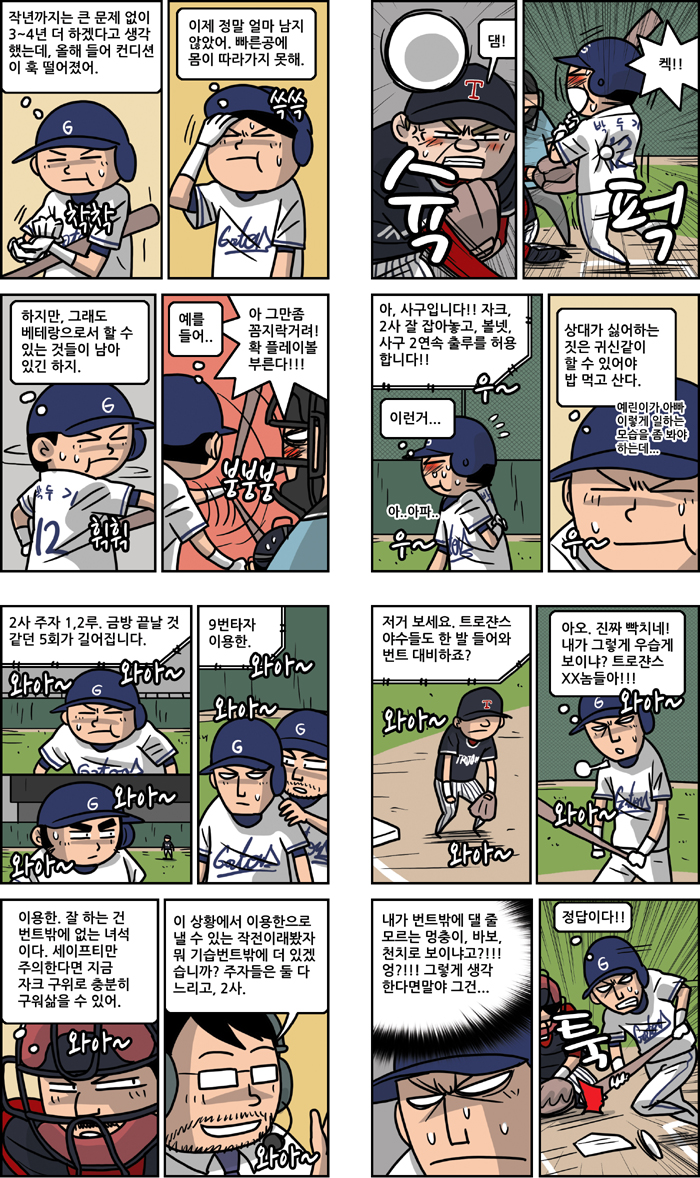 작년까지는 큰 문제 없이
3~4년 더 하겠다고 생각
했는데, 올해 들어 컨디션
이 훅 떨어졌어.
G
착착
이제 정말 얼마 남지
않았어. 빠른공에
몸이 따라가지 못해.
쓱쓱
Gators
하지만, 그래도
베테랑으로서 할 수
있는 것들이 남아
있긴 하지.
G
박두기
12
휙휙
예를
들어..
아 그만좀
꼼지락거려!
확 플레이볼
부른다!!!
붕붕붕
댐!
T
슈욱
켁!!
G
박두기
12
퍽
아, 사구입니다!! 자크,
2사 잘 잡아놓고, 볼넷,
사구 2연속 출루를 허용
합니다!!
우~
이런거...
아..아파..
우~
상대가 싫어하는
짓은 귀신같이
할 수 있어야
밥 먹고 산다.
예린이가 아빠
이렇게 일하는
모습을 좀 봐야
하는데...
우~
2사 주자 1,2루. 금방 끝날 것
같던 5회가 길어집니다.
와아~
와아~
G
Gators
G
와아~
와아~
9번타자
이용한.
와아~
G
G
Gators
저거 보세요. 트로쟌스
야수들도 한 발 들어와
번트 대비하죠?
와아~
T
와아~
아오. 진짜 빡치네!
내가 그렇게 우습게
보이냐? 트로쟌스
XX놈들아!!!
와아~
G
Gators
와아~
이용한. 잘 하는 건
번트밖에 없는 녀석
이다. 세이프티만
주의한다면 지금
자크 구위로 충분히
구워삶을 수 있어.
와아~
이 상황에서 이용한으로
낼 수 있는 작전이래봤자
뭐 기습번트밖에 더 있겠
습니까? 주자들은 둘 다
느리고, 2사.
와아~
내가 번트밖에 댈 줄
모르는 멍충이, 바보,
천치로 보이냐고?!!!
엉?!!! 그렇게 생각
한다면말야 그건...
정답이다!!
G
Gators
툭